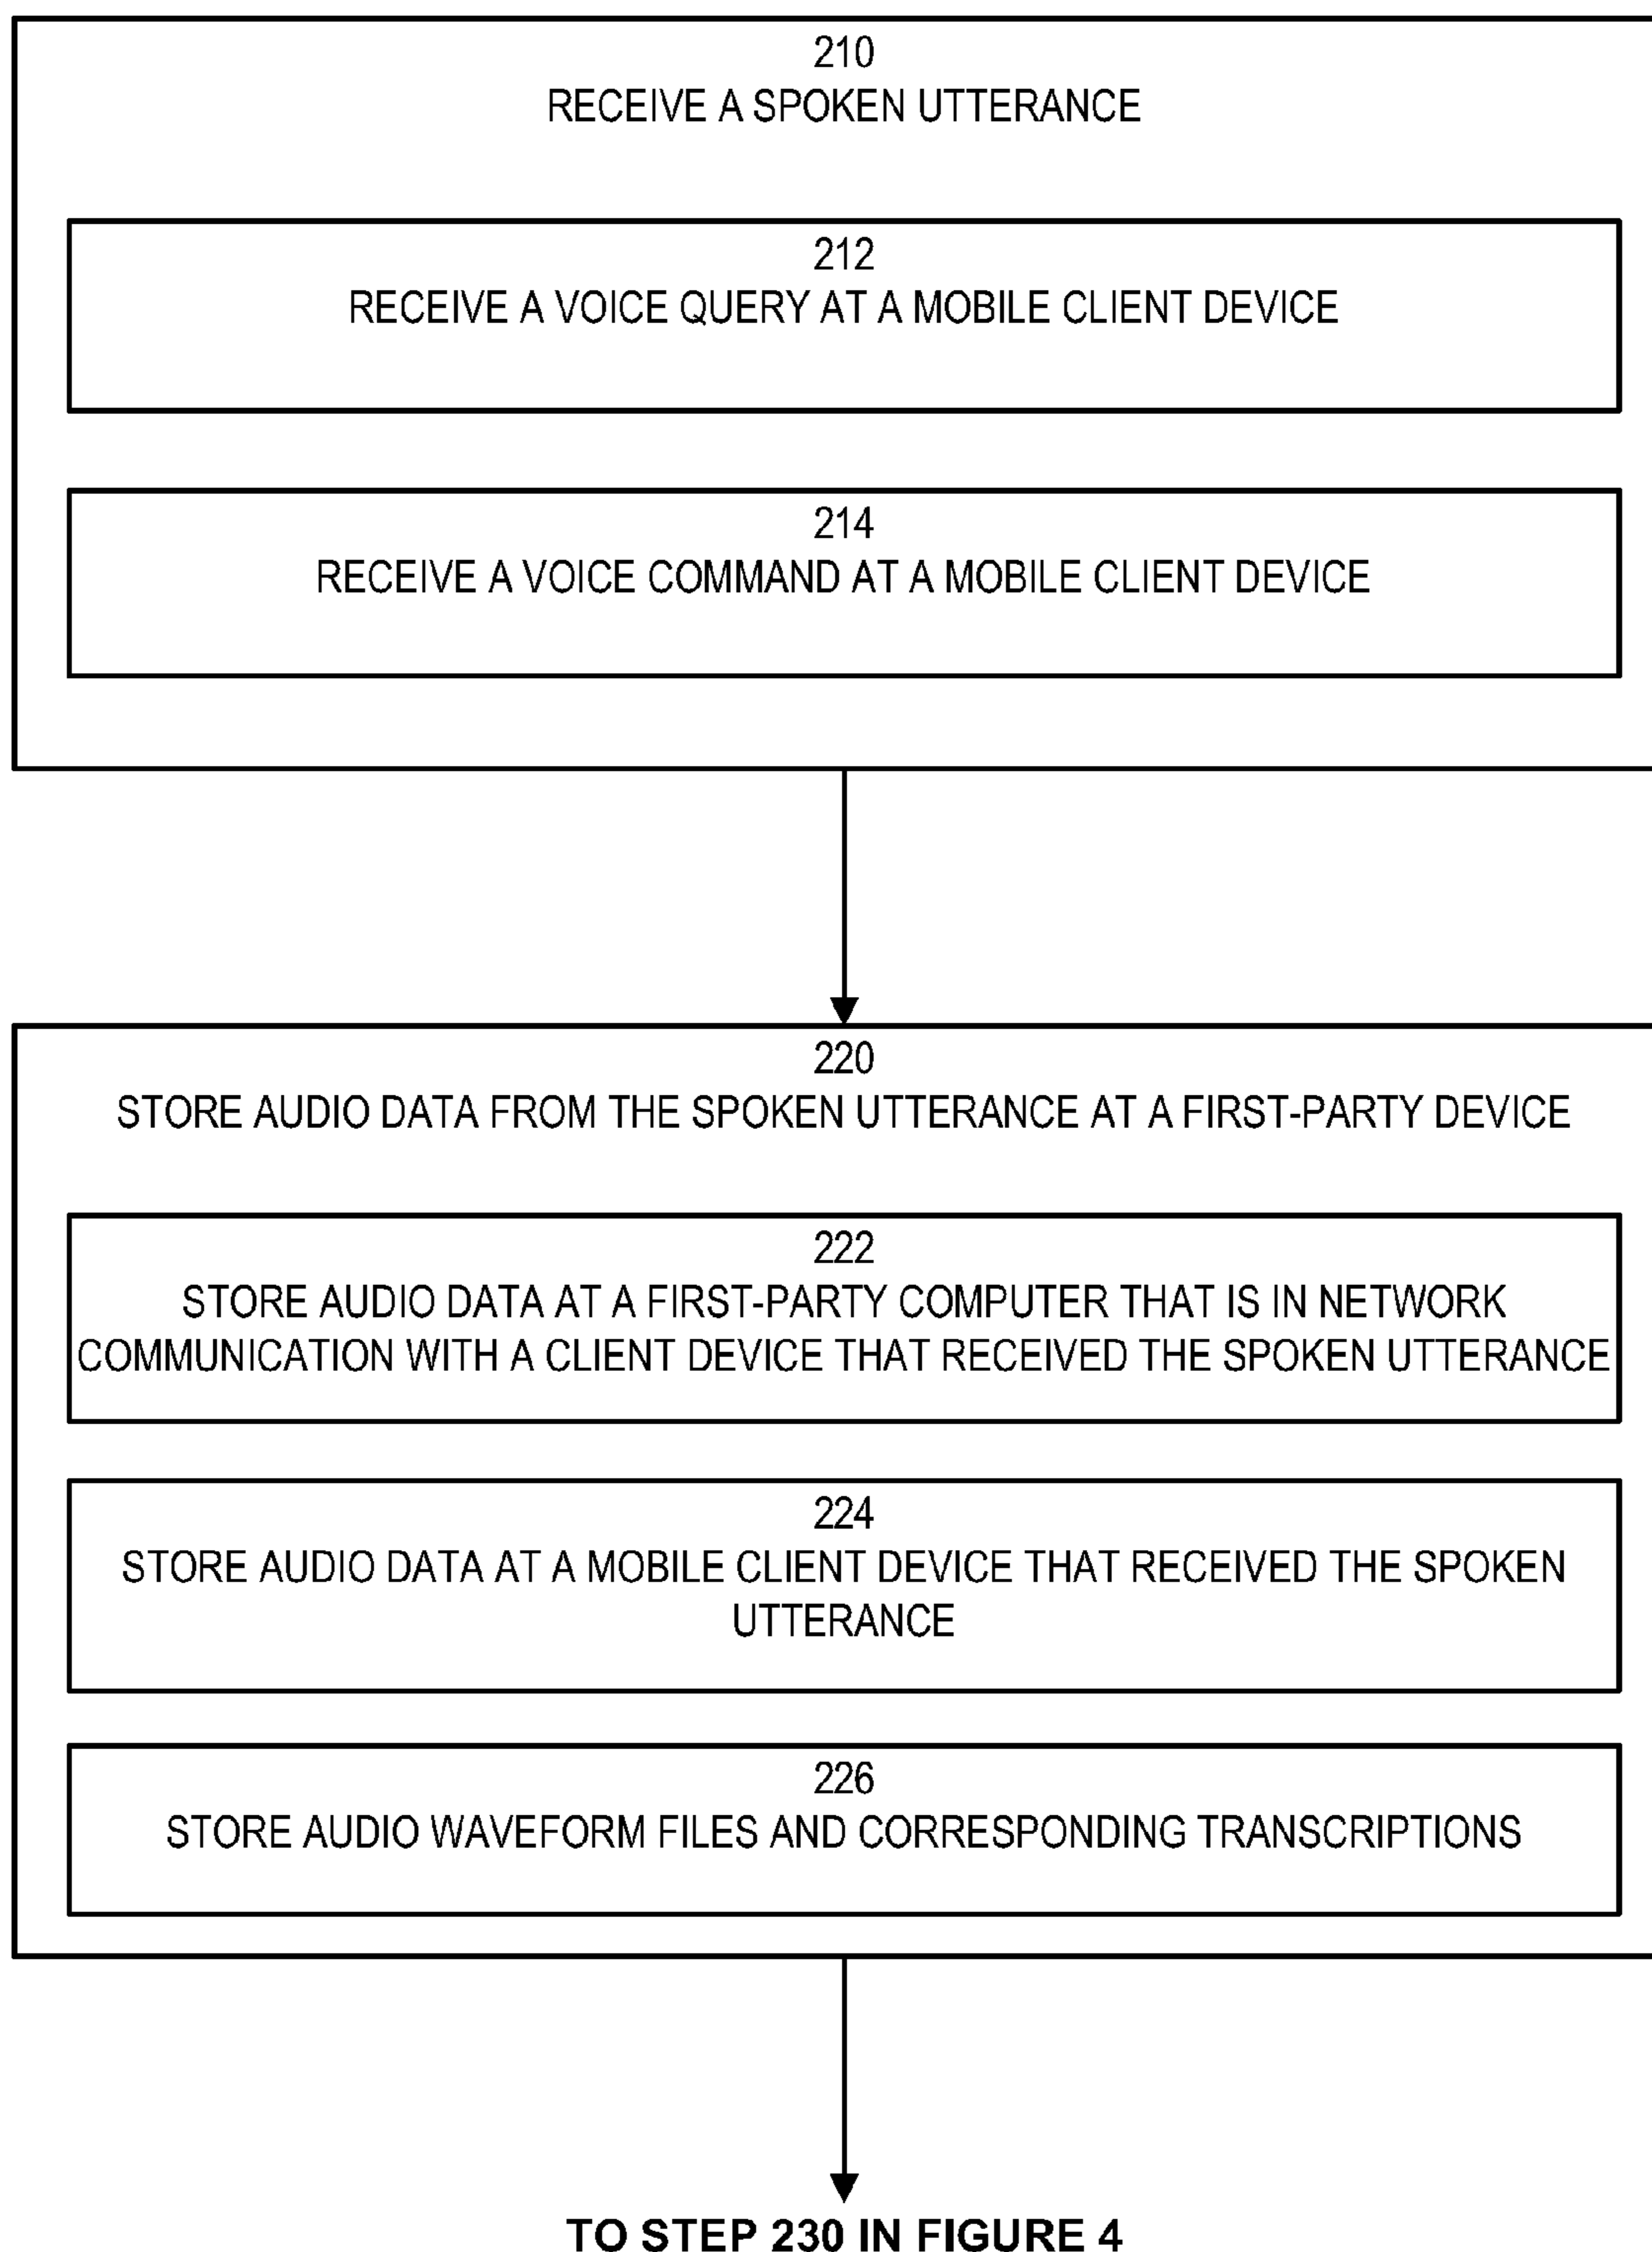 210
RECEIVE A SPOKEN UTTERANCE
212
RECEIVE A VOICE QUERY AT A MOBILE CLIENT DEVICE
214
RECEIVE A VOICE COMMAND AT A MOBILE CLIENT DEVICE
220
STORE AUDIO DATA FROM THE SPOKEN UTTERANCE AT A FIRST-PARTY DEVICE
222
STORE AUDIO DATA AT A FIRST-PARTY COMPUTER THAT IS IN NETWORK
COMMUNICATION WITH A CLIENT DEVICE THAT RECEIVED THE SPOKEN UTTERANCE
224
STORE AUDIO DATA AT A MOBILE CLIENT DEVICE THAT RECEIVED THE SPOKEN
UTTERANCE
226
STORE AUDIO WAVEFORM FILES AND CORRESPONDING TRANSCRIPTIONS
TO STEP 230 IN FIGURE 4